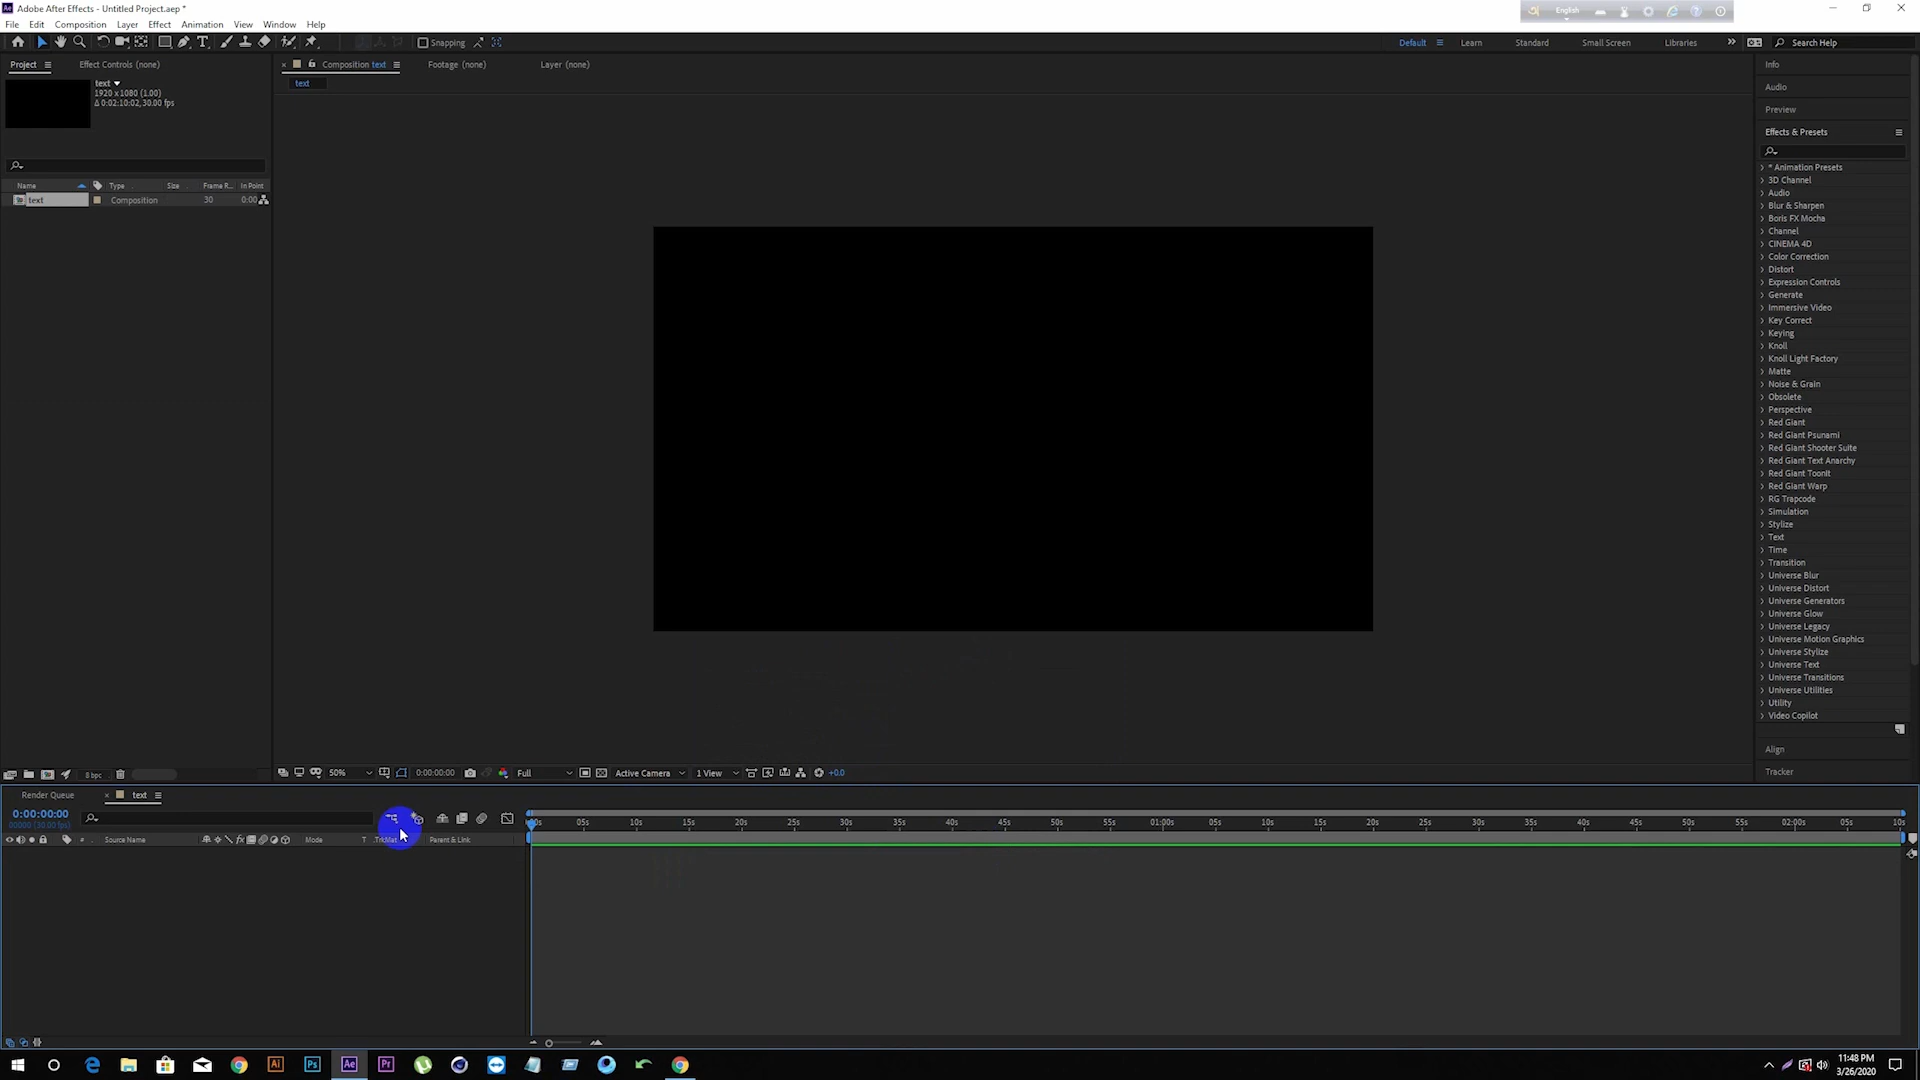 Adobe After Effects - Untitled Project.aep *
English
File Edit Composition Layer Effect Animation View Window Help
Snapping
Default Learn Standard Small Screen Libraries Search Help
Project Effect Controls (none)
Composition text
Footage (none)
Layer (none)
text
1920 x 1080 (1.00)
Δ 0:02:10:02, 30.00 fps
text
Name Type Size Frame R... In Point
text Composition 30 0:00
Info
Audio
Preview
Effects & Presets
* Animation Presets
3D Channel
Audio
Blur & Sharpen
Boris FX Mocha
Channel
CINEMA 4D
Color Correction
Distort
Expression Controls
Generate
Immersive Video
Key Correct
Keying
Knoll
Knoll Light Factory
Matte
Noise & Grain
Obsolete
Perspective
Red Giant
Red Giant Psunami
Red Giant Shooter Suite
Red Giant Text Anarchy
Red Giant ToonIt
Red Giant Warp
RG Trapcode
Simulation
Stylize
Text
Time
Transition
Universe Blur
Universe Distort
Universe Generators
Universe Glow
Universe Legacy
Universe Motion Graphics
Universe Stylize
Universe Text
Universe Transitions
Universe Utilities
Utility
Video Copilot
Align
Tracker
8 bpc
50% 0:00:00:00 Full Active Camera 1 View +0.0
Render Queue text
0:00:00:00
00000 (30.00 fps)
05s 10s 15s 20s 25s 30s 35s 40s 45s 50s 55s 01:00s 05s 10s 15s 20s 25s 30s 35s 40s 45s 50s 55s 02:00s 05s 10s
# Source Name Mode T .TrkMat Parent & Link
Ai Ps Ae Pr
11:48 PM
3/26/2020